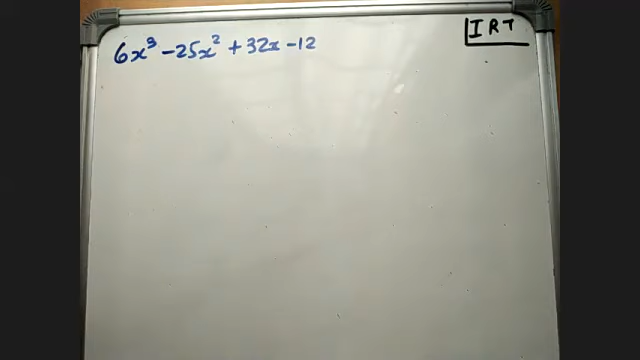 6x³ - 25x² + 32x - 12
IRT